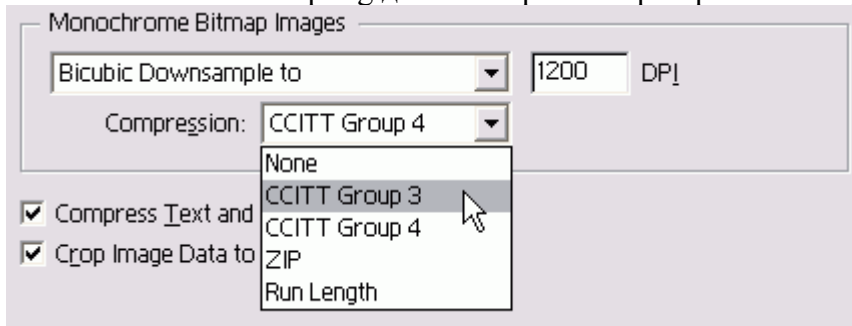 Monochrome Bitmap Images
Bicubic Downsample to 1200 DPI
Compression: CCITT Group 4
None
CCITT Group 3
Compress Text and
CCITT Group 4
Crop Image Data to
ZIP
Run Length